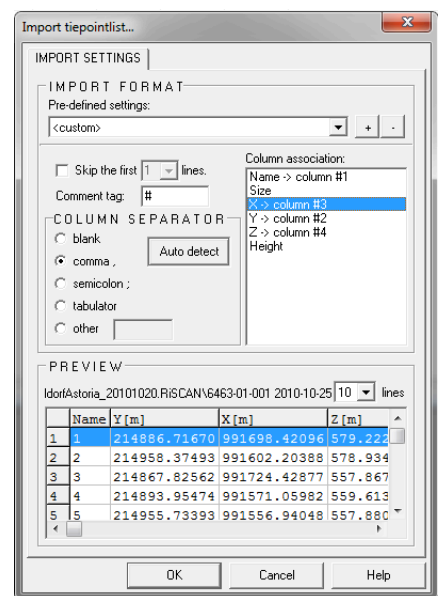 Import tiepointlist...
X
IMPORT SETTINGS
IMPORT FORMAT
Pre-defined settings:
<custom>
+
-
Skip the first 1 lines.
Comment tag: #
COLUMN SEPARATOR
blank
comma ,
Auto detect
semicolon ;
tabulator
other
Column association:
Name -> column #1
Size
X -> column #3
Y -> column #2
Z -> column #4
Height
PREVIEW
ldorfAstoria_20101020.RiSCAN\6463-01-001 2010-10-25 10 lines
Name Y[m] X[m] Z[m]
1 1 214886.71670 991698.42096 579.222
2 2 214958.37493 991602.20388 578.934
3 3 214867.82562 991724.42877 557.867
4 4 214893.95474 991571.05982 559.613
5 5 214955.73393 991556.94048 557.880
OK
Cancel
Help